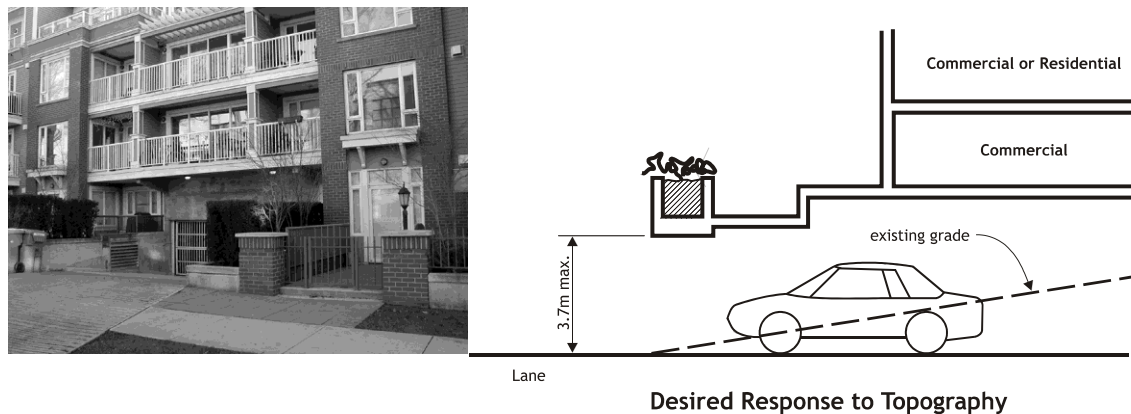 Commercial or Residential
Commercial
existing grade
3.7m max.
Lane
Desired Response to Topography